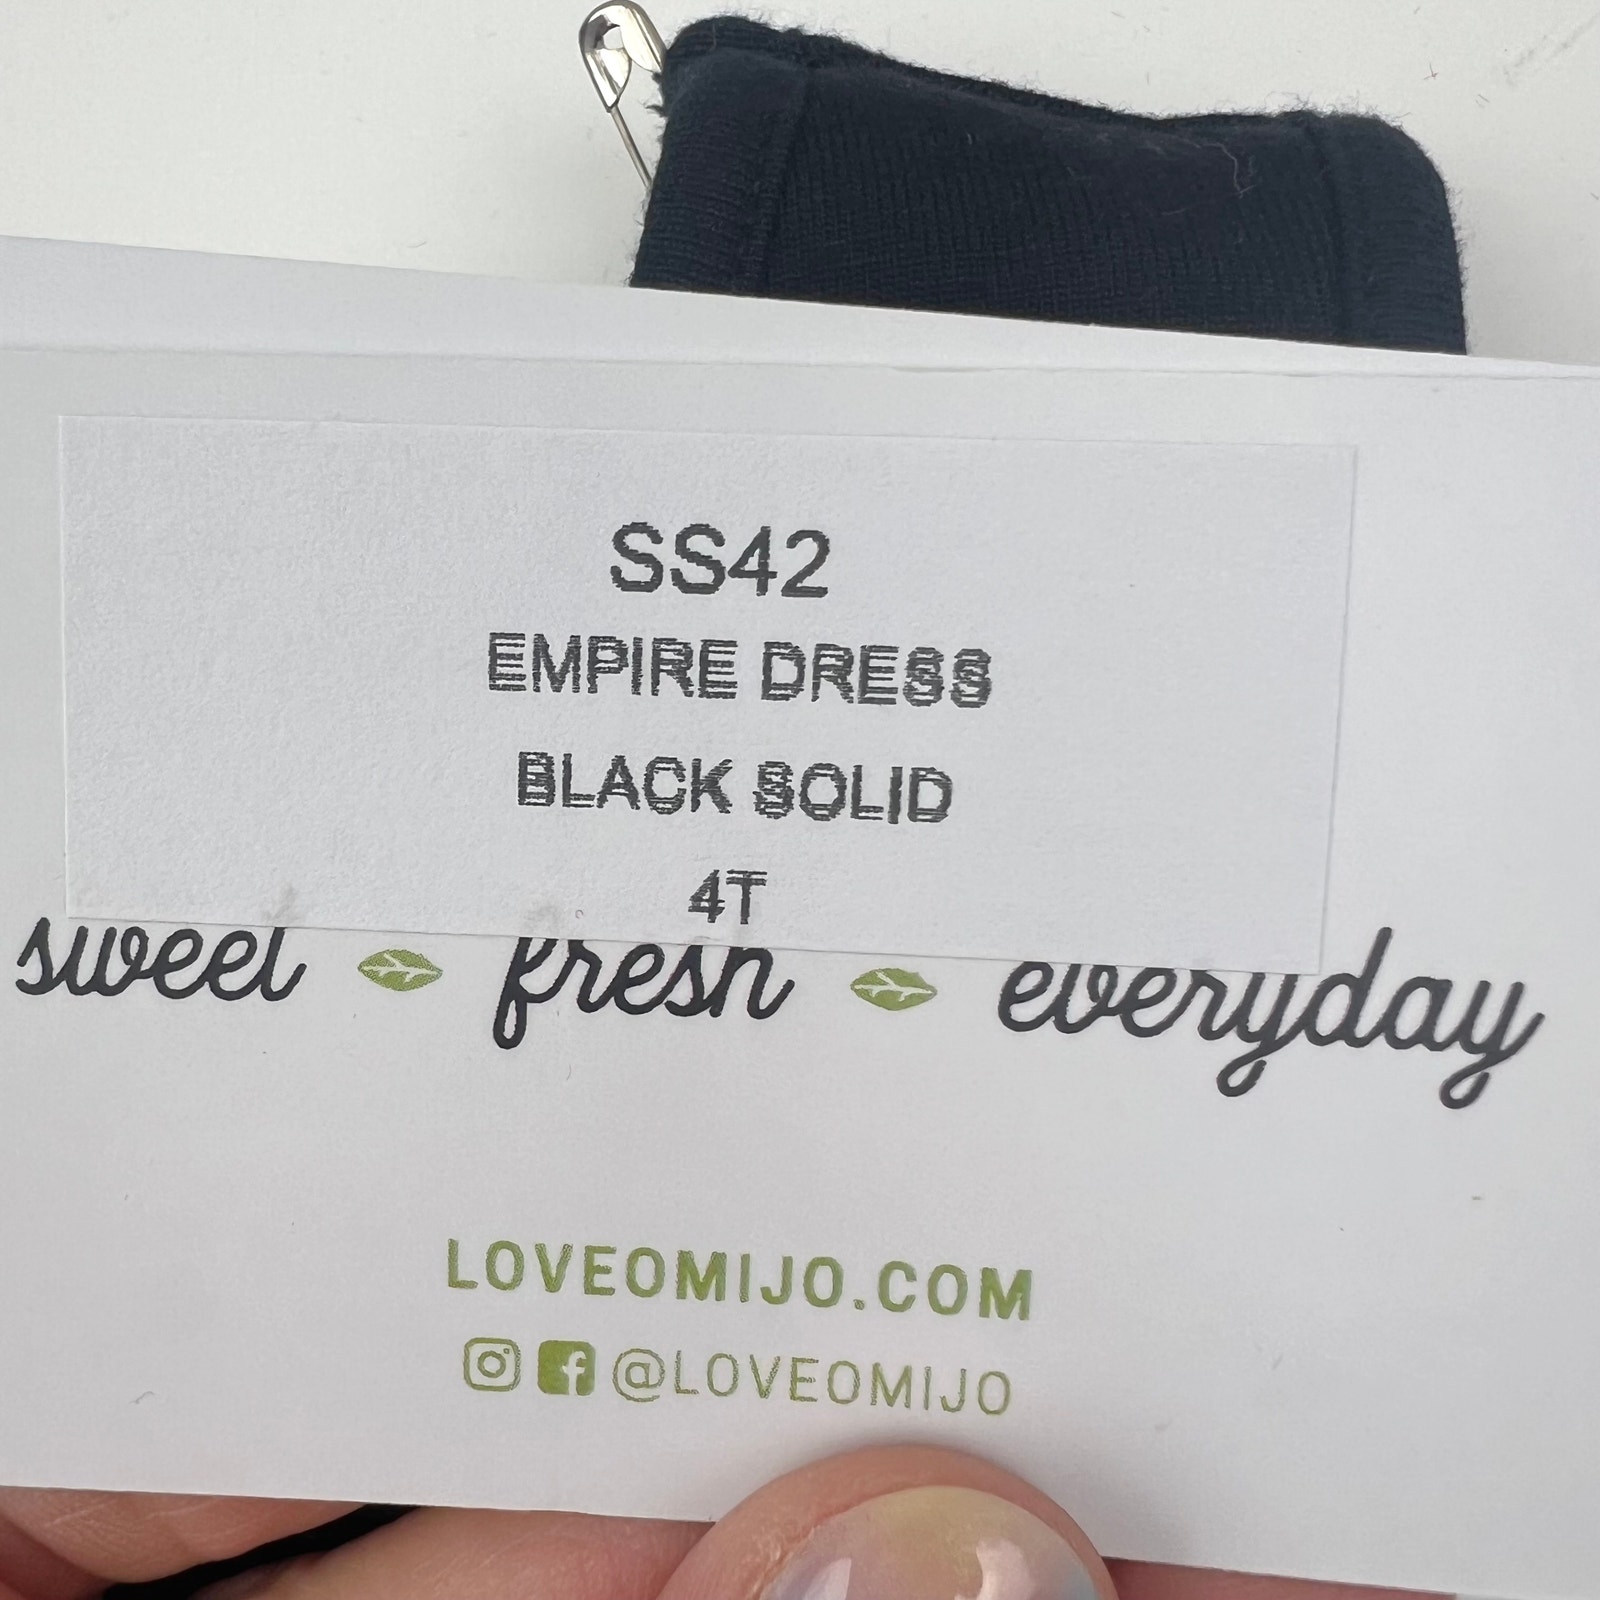 SS42
EMPIRE DRESS
BLACK SOLID
4T
sweet fresh everyday
LOVEOMIJO.COM
@LOVEOMIJO